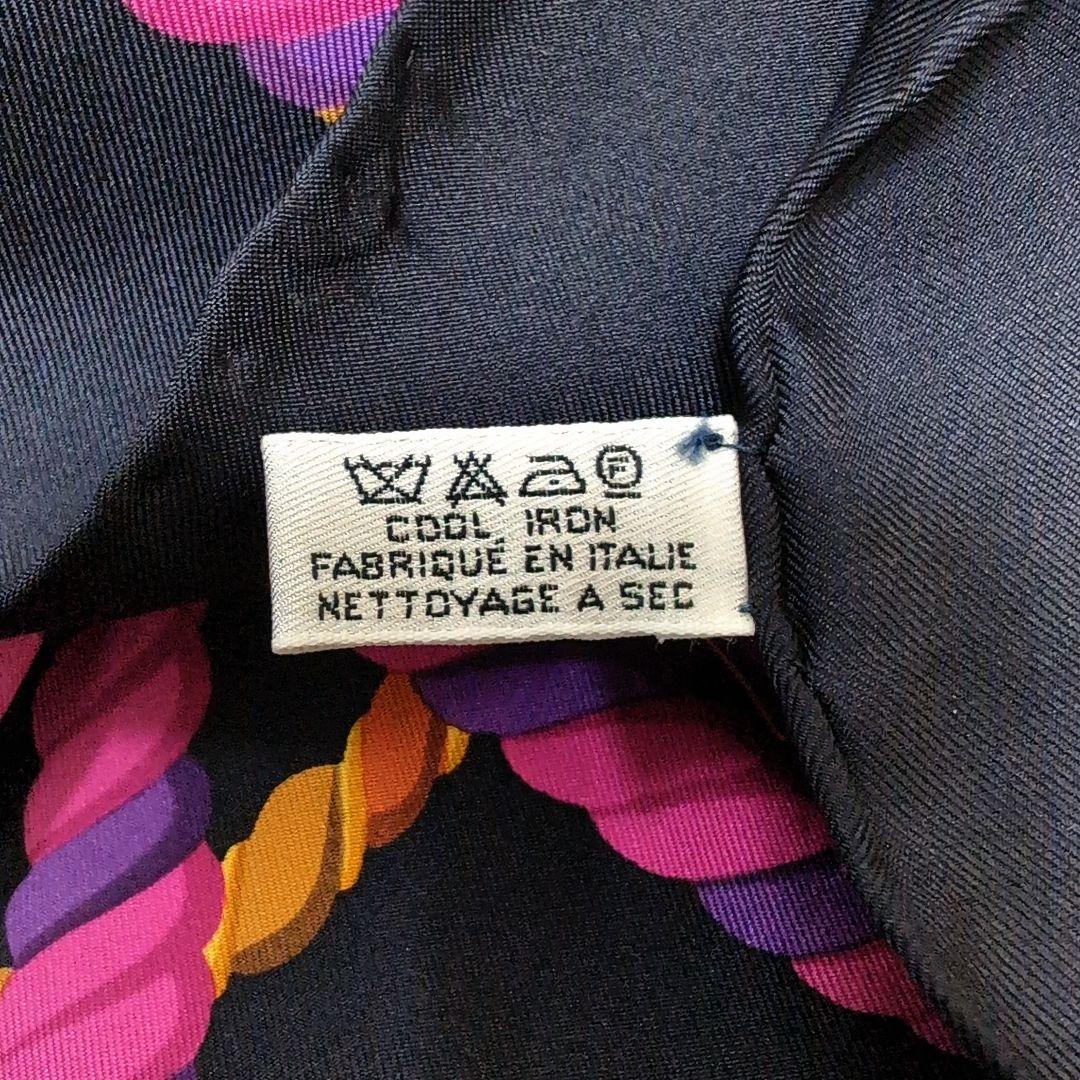 F
COOL IRON
FABRIQUÉ EN ITALIE
NETTOYAGE A SEC